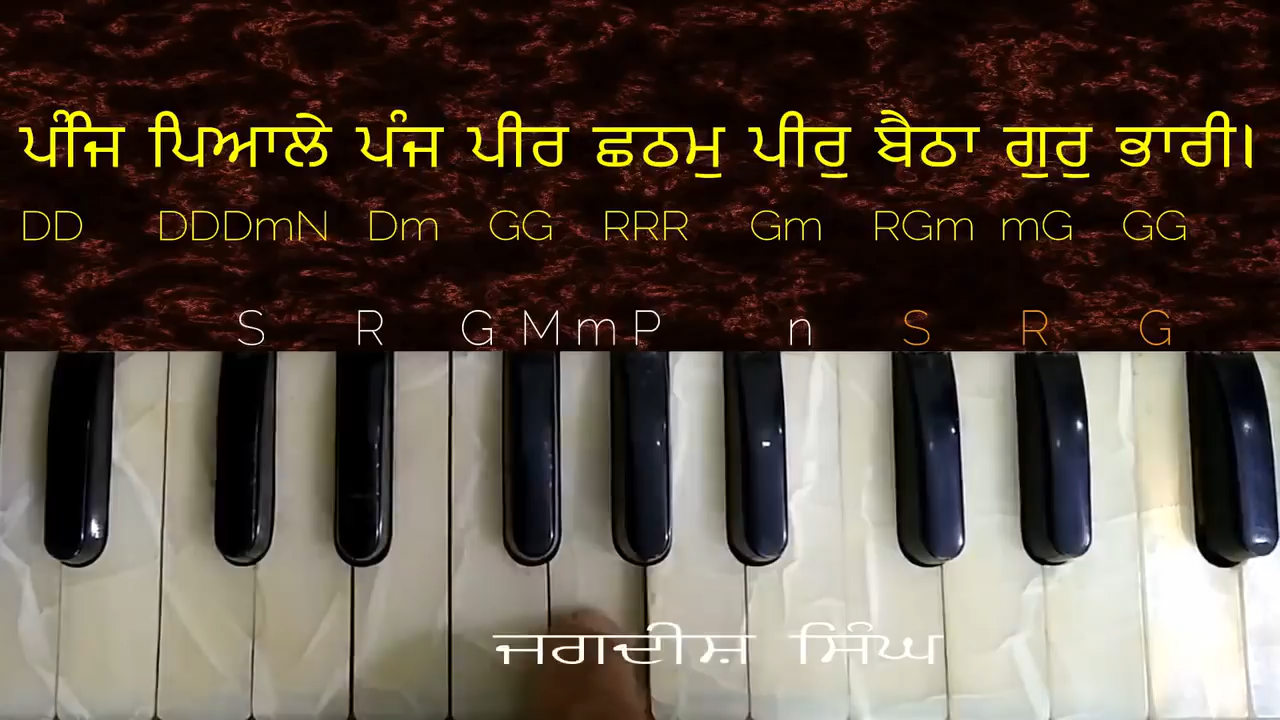 ਪੰਜਿ ਪਿਆਲੇ ਪੰਜ ਪੀਰ ਛਠਮੁ ਪੀਰੁ ਬੈਠਾ ਗੁਰੁ ਭਾਰੀ।
DD DDDmN Dm GG RRR Gm RGm mG GG
S R G M m P n S R G
ਜਗਦੀਸ਼ ਸਿੰਘ